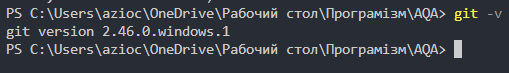 PS C:\Users\azioc\OneDrive\Рабочий стол\Програмізм\AQA> git -v
git version 2.46.0.windows.1
PS C:\Users\azioc\OneDrive\Рабочий стол\Програмізм\AQA>